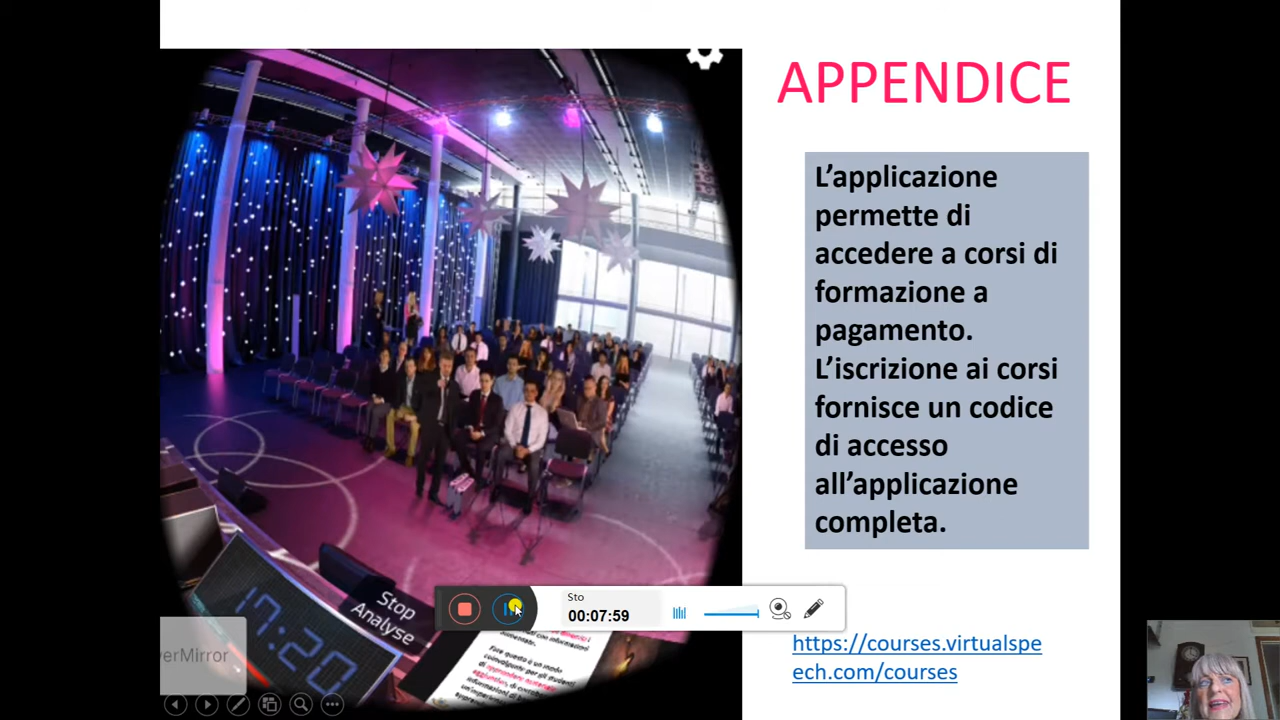 APPENDICE
L’applicazione
permette di
accedere a corsi di
formazione a
pagamento.
L’iscrizione ai corsi
fornisce un codice
di accesso
all’applicazione
completa.
Stop
Analyse
17:20
Sto
00:07:59
verMirror
https://courses.virtualspe
ech.com/courses